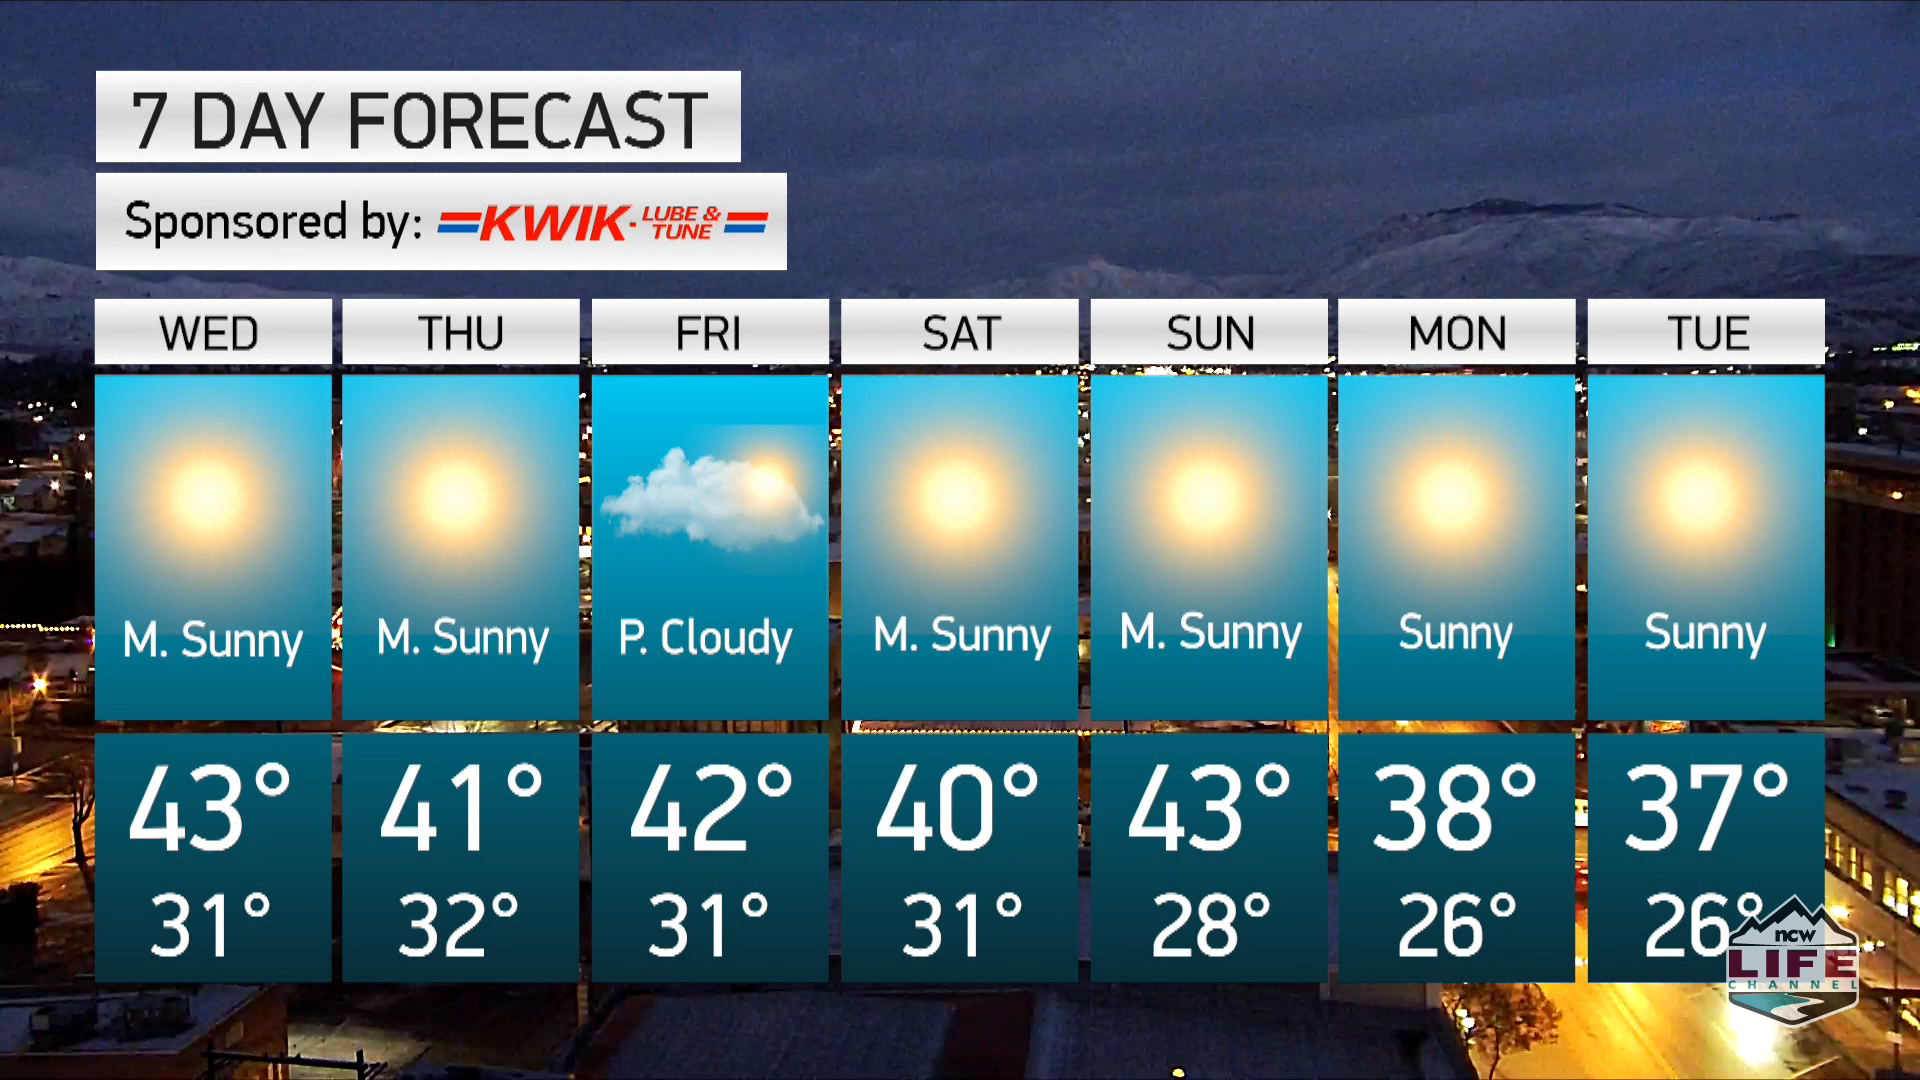 7 DAY FORECAST
Sponsored by: KWIK- LUBE & TUNE
WED THU FRI SAT SUN MON TUE
M. Sunny M. Sunny P. Cloudy M. Sunny M. Sunny Sunny Sunny
43° 41° 42° 40° 43° 38° 37°
31° 32° 31° 31° 28° 26° 26°
ncw
LIFE
CHANNEL